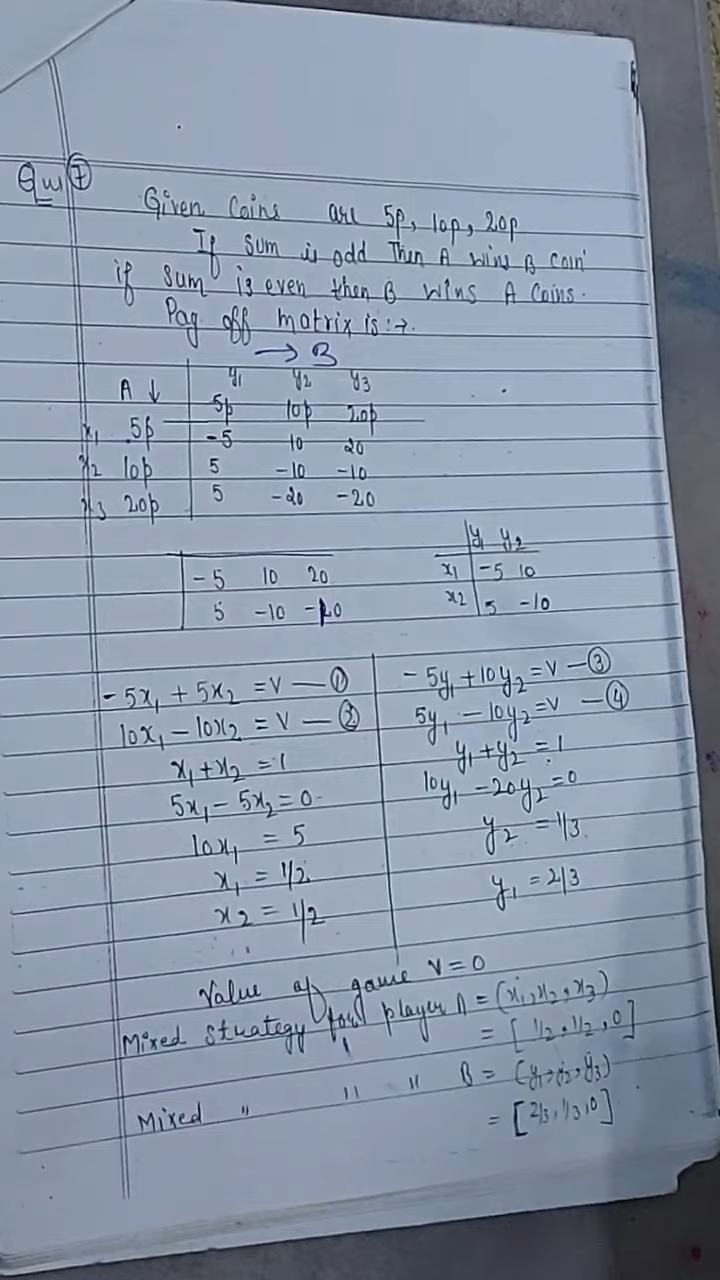 Qus ⑦
Given Coins are 5p, 10p, 20p
If sum is odd Then A wins B coin
if sum is even then B wins A Coins.
Pay off matrix is :→.
→ B
A ↓ y1 y2 y3
5p 10p 20p
x1 5p -5 10 20
x2 10p 5 -10 -10
x3 20p 5 -20 -20
-5 10 20
5 -10 -10
y1 y2
x1 -5 10
x2 5 -10
-5x1 + 5x2 = V — ①
10x1 - 10x2 = V — ②
x1 + x2 = 1
5x1 - 5x2 = 0
10x1 = 5
x1 = 1/2
x2 = 1/2
-5y1 + 10y2 = V — ③
5y1 - 10y2 = V — ④
y1 + y2 = 1
10y1 - 20y2 = 0
y2 = 1/3
y1 = 2/3
Value of game V = 0
Mixed strategy for player A = (x1, x2, x3)
= [1/2, 1/2, 0]
Mixed " " " B = (y1, y2, y3)
= [2/3, 1/3, 0]